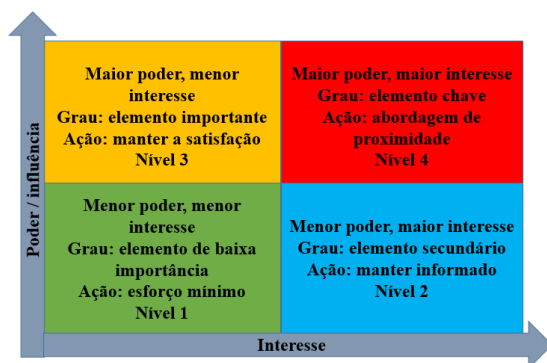 Poder / influência
Maior poder, menor
interesse
Grau: elemento importante
Ação: manter a satisfação
Nível 3
Maior poder, maior interesse
Grau: elemento chave
Ação: abordagem de
proximidade
Nível 4
Menor poder, menor
interesse
Grau: elemento de baixa
importância
Ação: esforço mínimo
Nível 1
Menor poder, maior interesse
Grau: elemento secundário
Ação: manter informado
Nível 2
Interesse